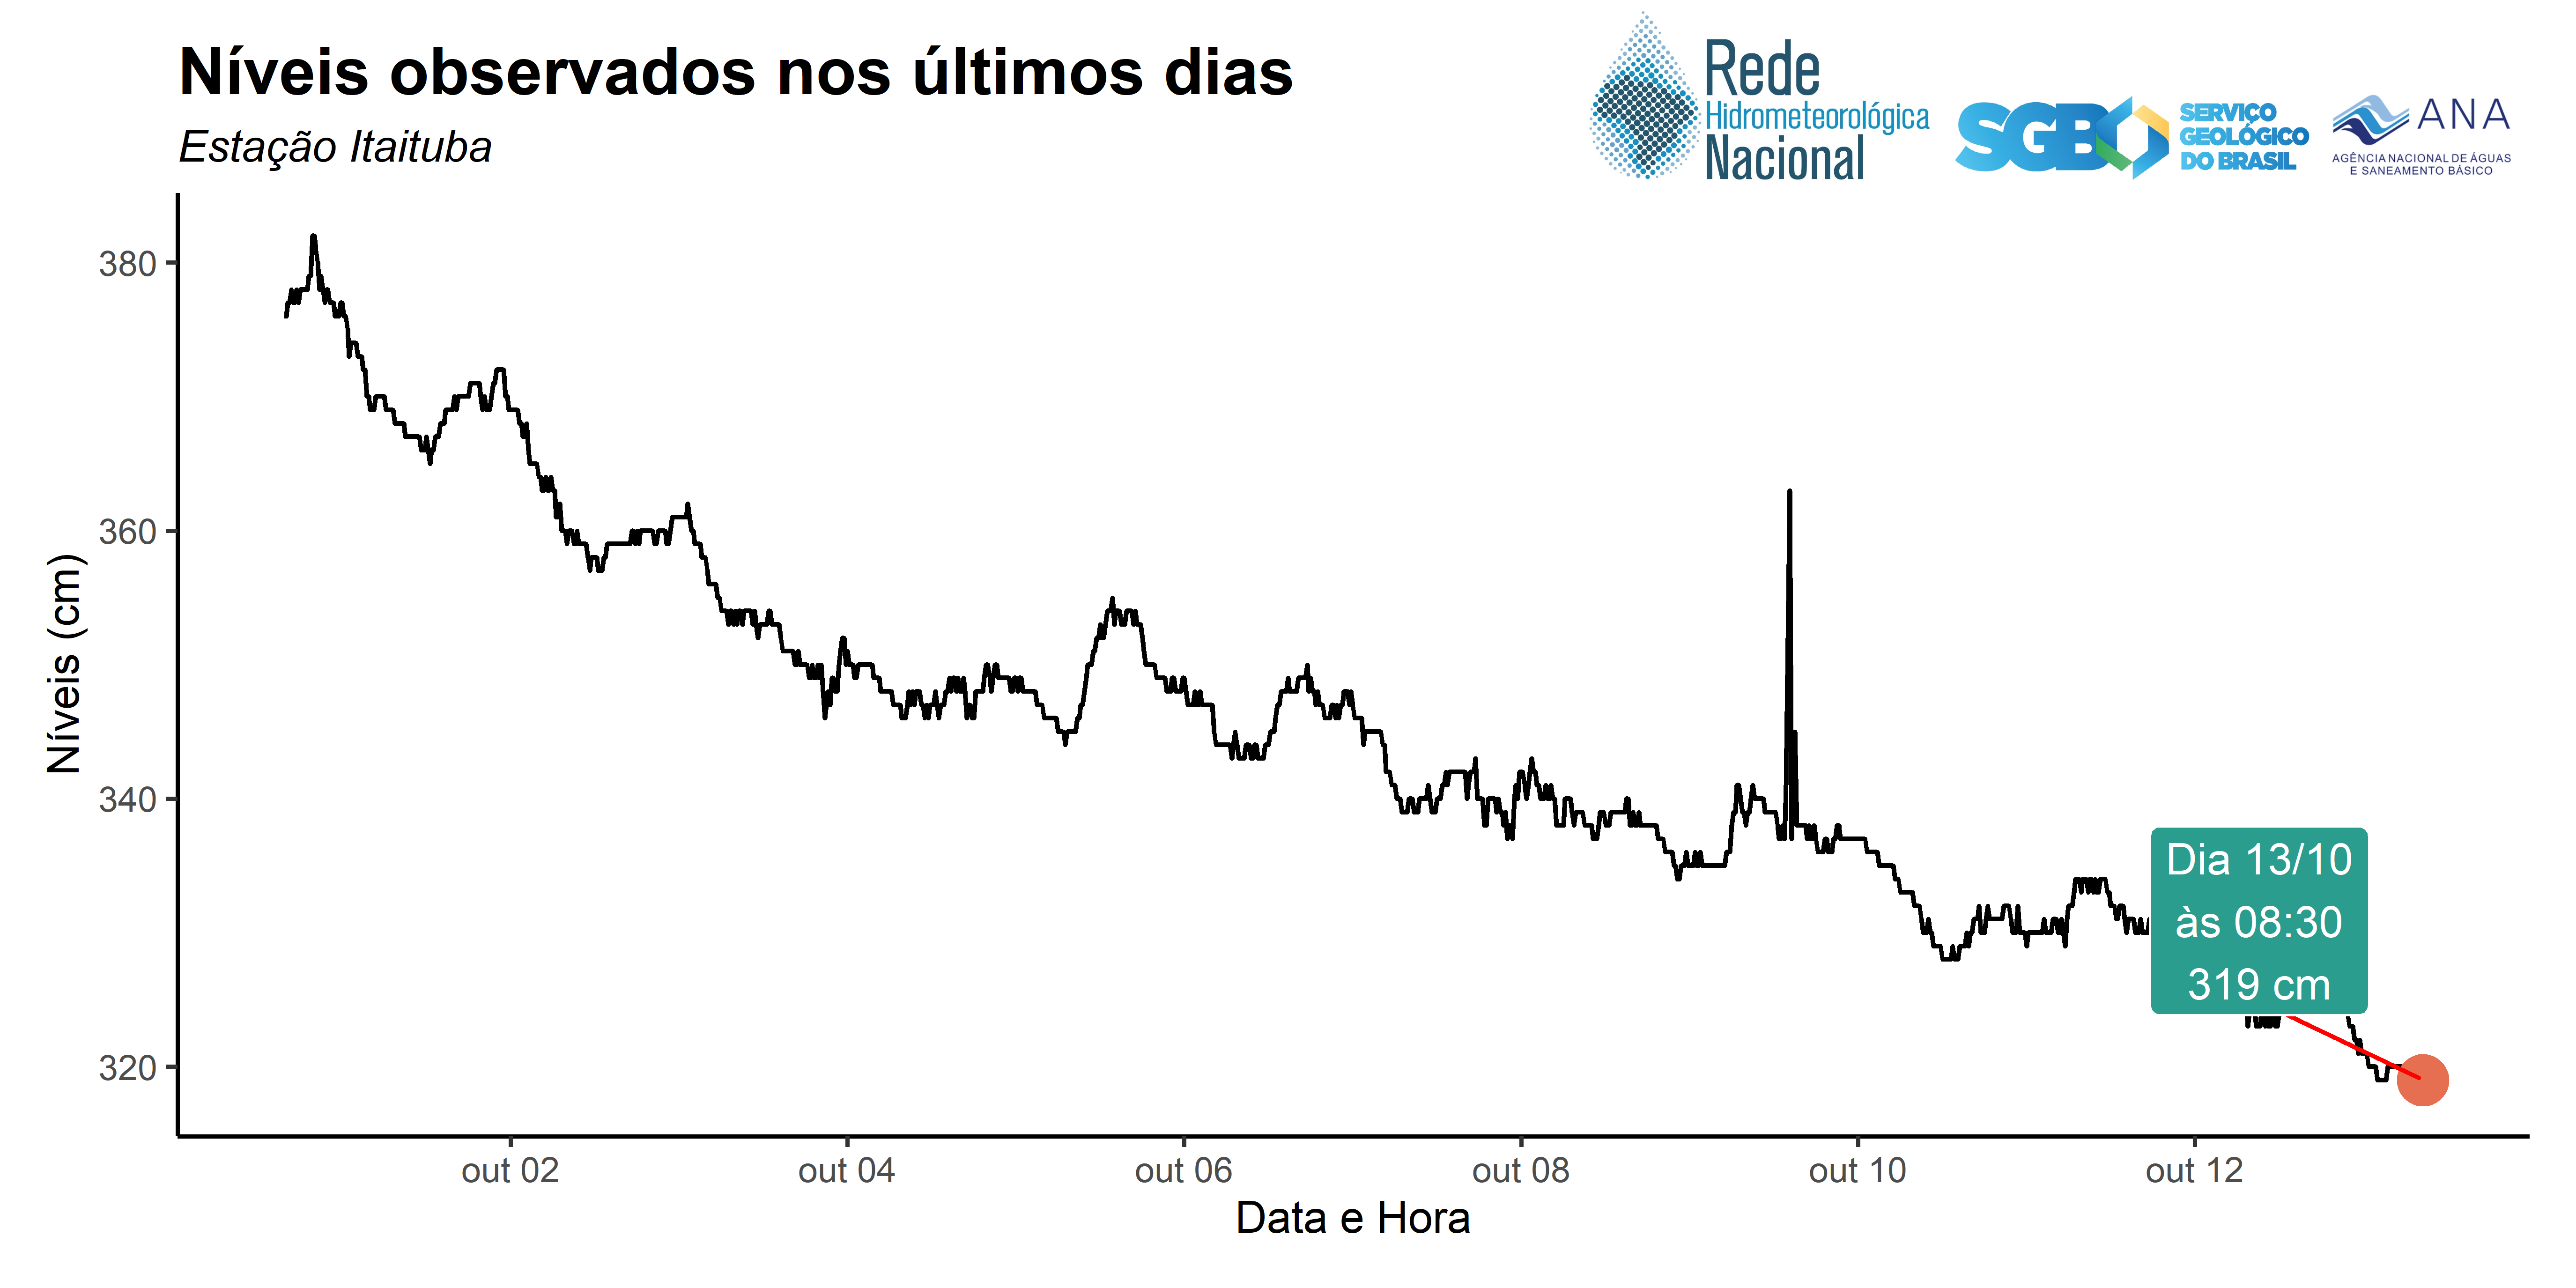 Níveis observados nos últimos dias
Estação Itaituba
Rede
Hidrometeorológica
Nacional
SGB
SERVIÇO
GEOLÓGICO
DO BRASIL
ANA
AGÊNCIA NACIONAL DE ÁGUAS
E SANEAMENTO BÁSICO
Níveis (cm)
380
360
340
320
Dia 13/10
às 08:30
319 cm
out 02
out 04
out 06
out 08
out 10
out 12
Data e Hora